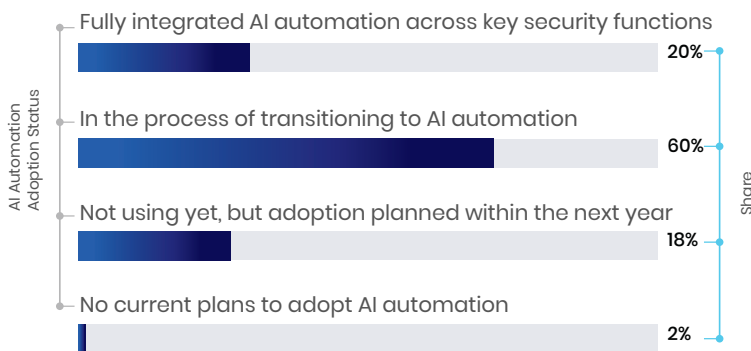 Fully integrated AI automation across key security functions
20%
In the process of transitioning to AI automation
60%
AI Automation
Adoption Status
Share
Not using yet, but adoption planned within the next year
18%
No current plans to adopt AI automation
2%